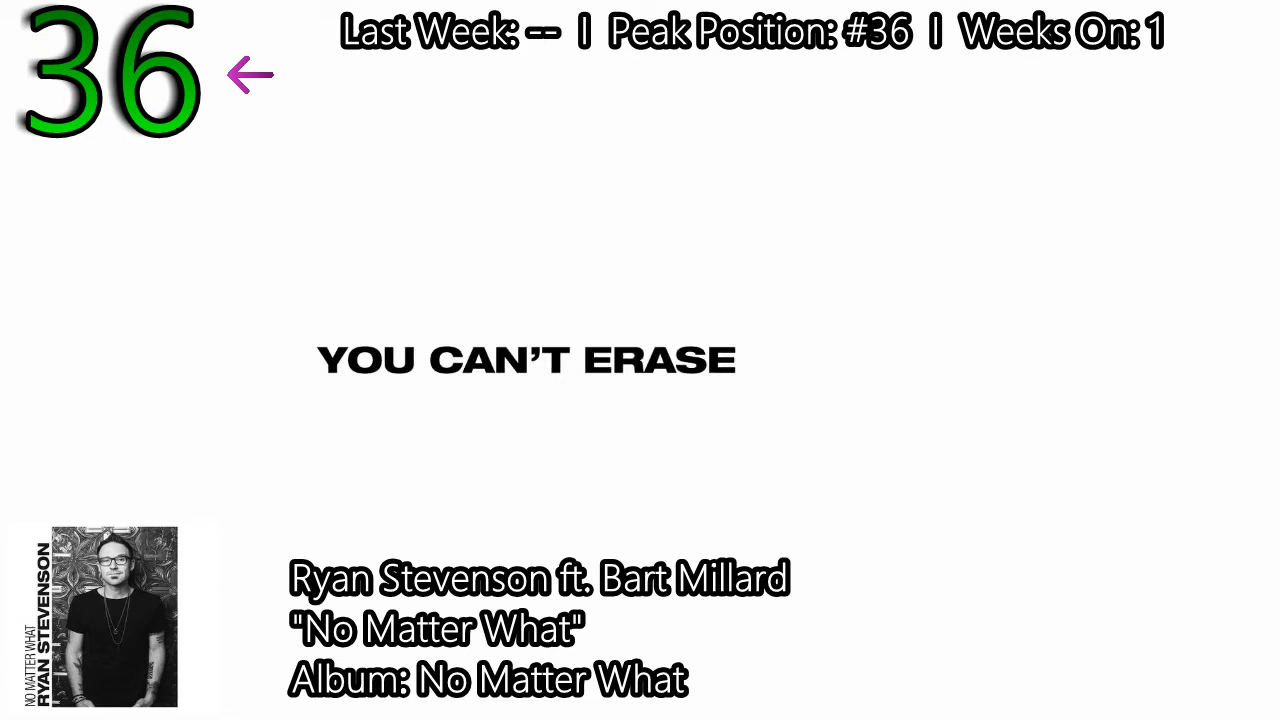 36
Last Week: -- I Peak Position: #36 I Weeks On: 1
YOU CAN'T ERASE
NO MATTER WHAT
RYAN STEVENSON
Ryan Stevenson ft. Bart Millard
"No Matter What"
Album: No Matter What